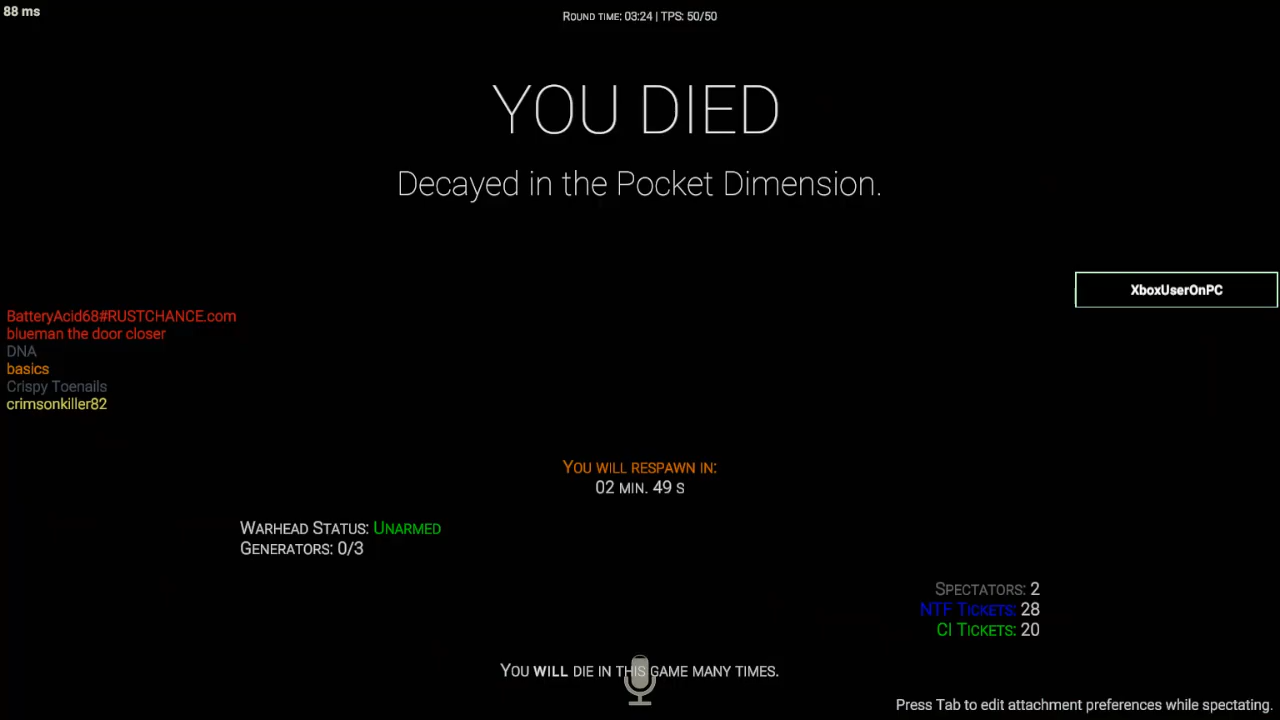 88 ms
Round time: 03:24 | TPS: 50/50
YOU DIED
Decayed in the Pocket Dimension.
XboxUserOnPC
BatteryAcid68#RUSTCHANCE.com
blueman the door closer
DNA
basics
Crispy Toenails
crimsonkiller82
You will respawn in:
02 min. 49 s
Warhead Status: Unarmed
Generators: 0/3
Spectators: 2
NTF Tickets: 28
CI Tickets: 20
You will die in this game many times.
Press Tab to edit attachment preferences while spectating.